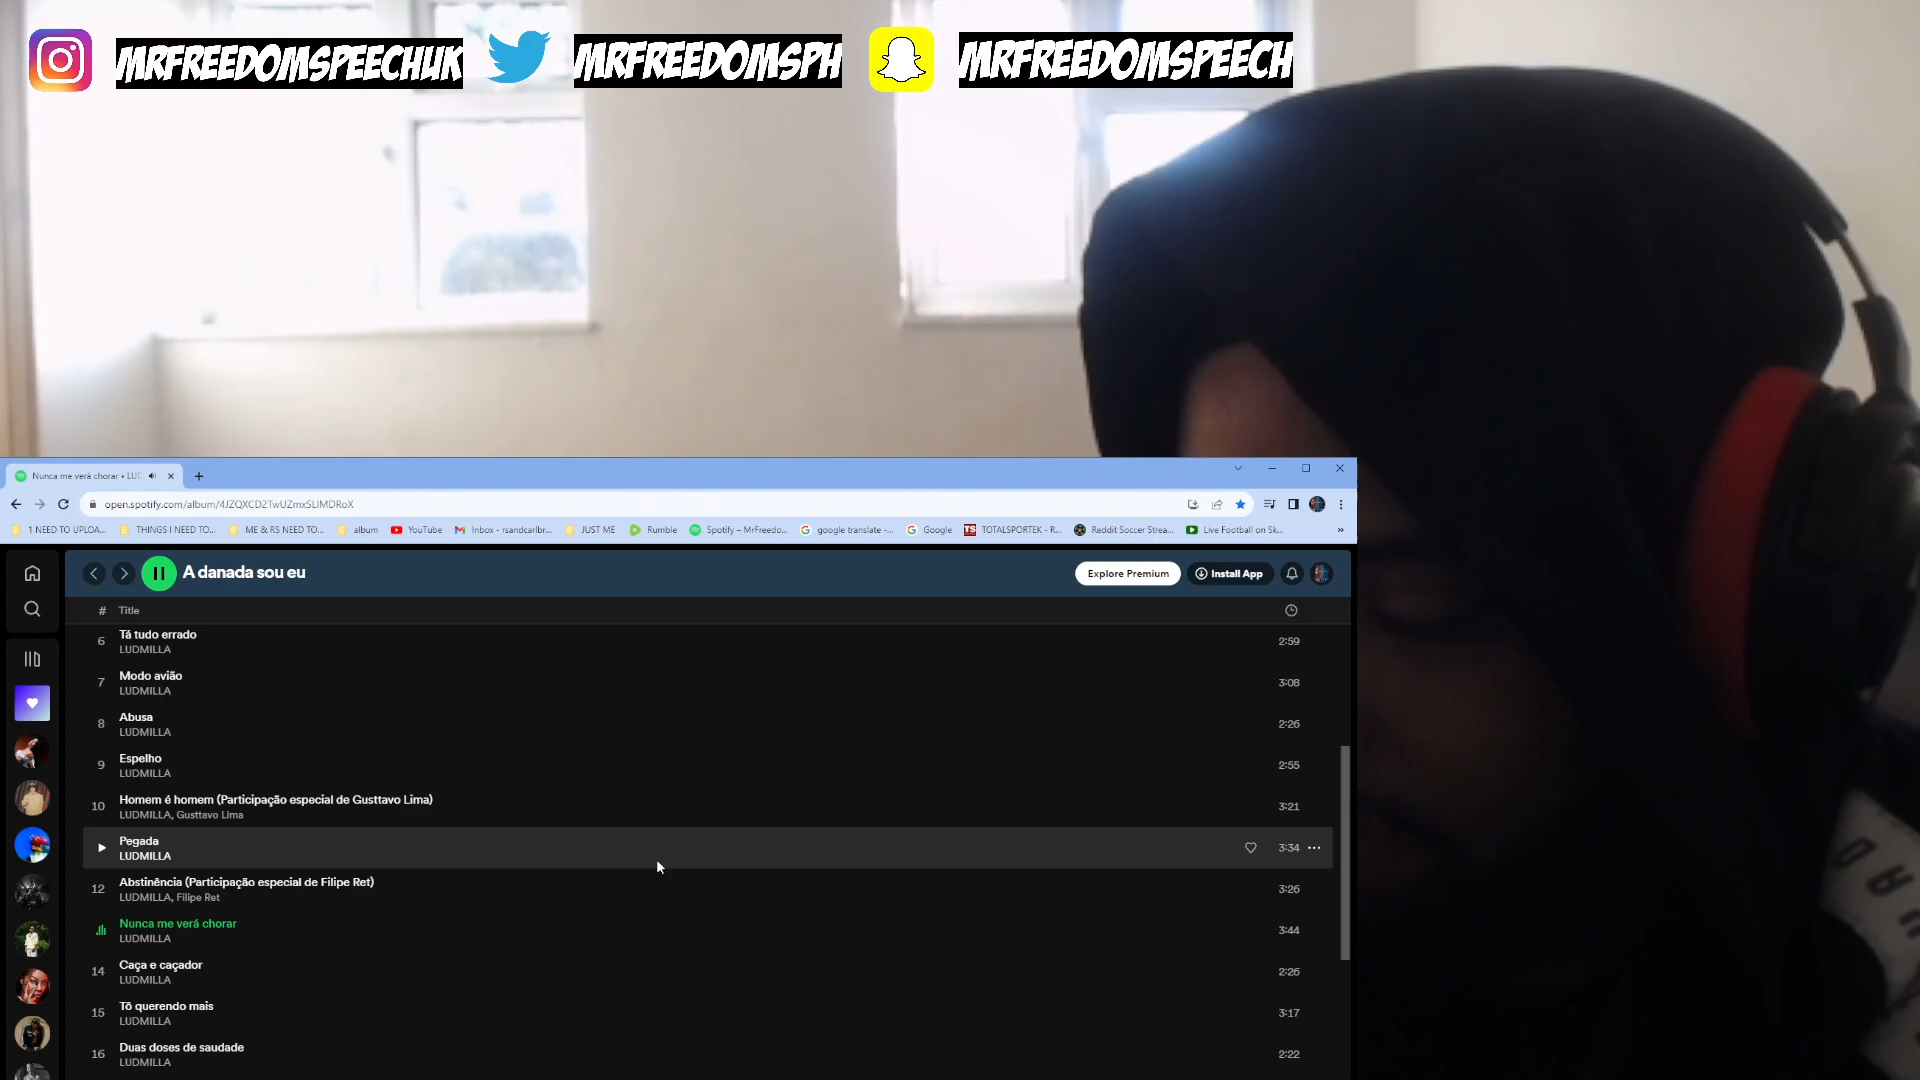 MRFREEDOMSPEECHUK MRFREEDOMSPH MRFREEDOMSPEECH
Nunca me verá chorar • LUD
open.spotify.com/album/4JZQXCD2TwUZmxSLIMDRoX
1 NEED TO UPLOA... THINGS I NEED TO... ME & RS NEED TO... album YouTube Inbox - rsandcarlbr... JUST ME Rumble Spotify – MrFreedo... google translate -... Google TOTALSPORTEK - R... Reddit Soccer Strea... Live Football on Sk... »
A danada sou eu Explore Premium Install App
# Title
6 Tá tudo errado 2:59
LUDMILLA
7 Modo avião 3:08
LUDMILLA
8 Abusa 2:26
LUDMILLA
9 Espelho 2:55
LUDMILLA
10 Homem é homem (Participação especial de Gusttavo Lima) 3:21
LUDMILLA, Gusttavo Lima
Pegada 3:34
LUDMILLA
12 Abstinência (Participação especial de Filipe Ret) 3:26
LUDMILLA, Filipe Ret
Nunca me verá chorar 3:44
LUDMILLA
14 Caça e caçador 2:26
LUDMILLA
15 Tô querendo mais 3:17
LUDMILLA
16 Duas doses de saudade 2:22
LUDMILLA